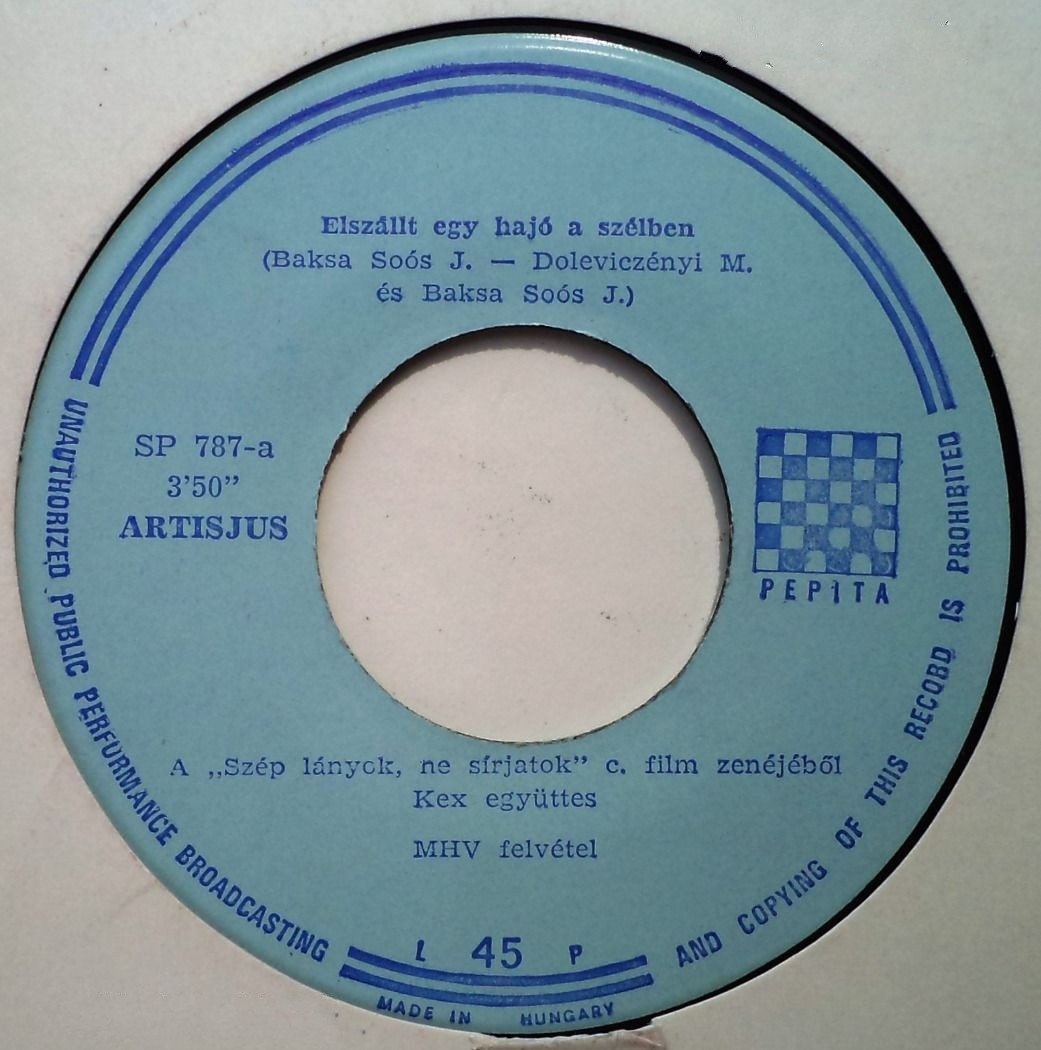 Elszállt egy hajó a szélben
(Baksa Soós J. — Doleviczényi M.
és Baksa Soós J.)
SP 787-a
3’50”
ARTISJUS
PEPITA
A „Szép lányok, ne sírjatok” c. film zenéjéből
Kex együttes
MHV felvétel
L 45 P
UNAUTHORIZED PUBLIC PERFORMANCE BROADCASTING AND COPYING OF THIS RECORD IS PROHIBITED
MADE IN HUNGARY